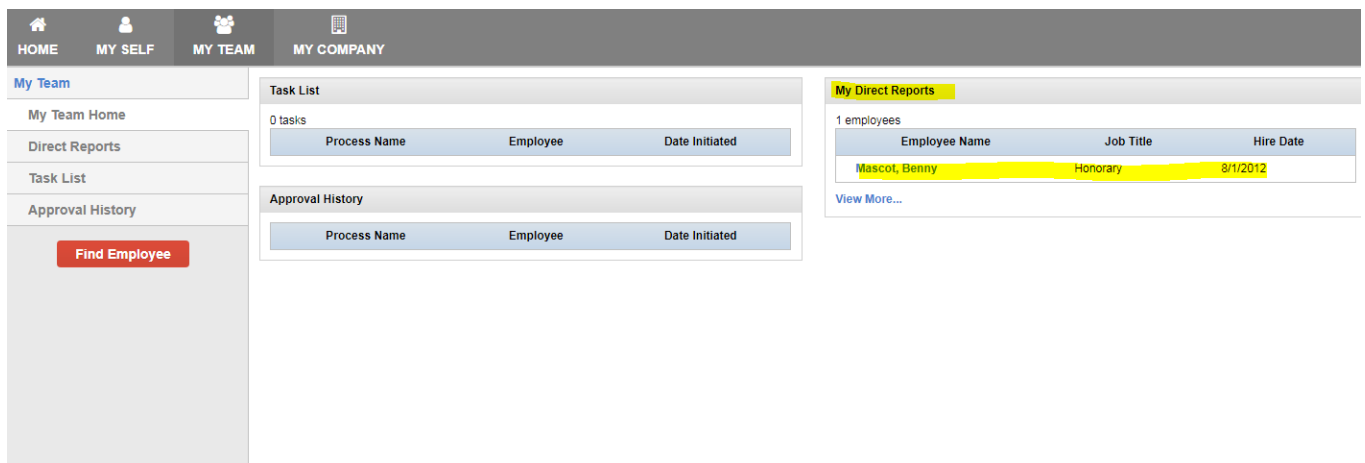 HOME MY SELF MY TEAM MY COMPANY
My Team
My Team Home
Direct Reports
Task List
Approval History
Find Employee
Task List
0 tasks
Process Name Employee Date Initiated
Approval History
Process Name Employee Date Initiated
My Direct Reports
1 employees
Employee Name Job Title Hire Date
Mascot, Benny Honorary 8/1/2012
View More...